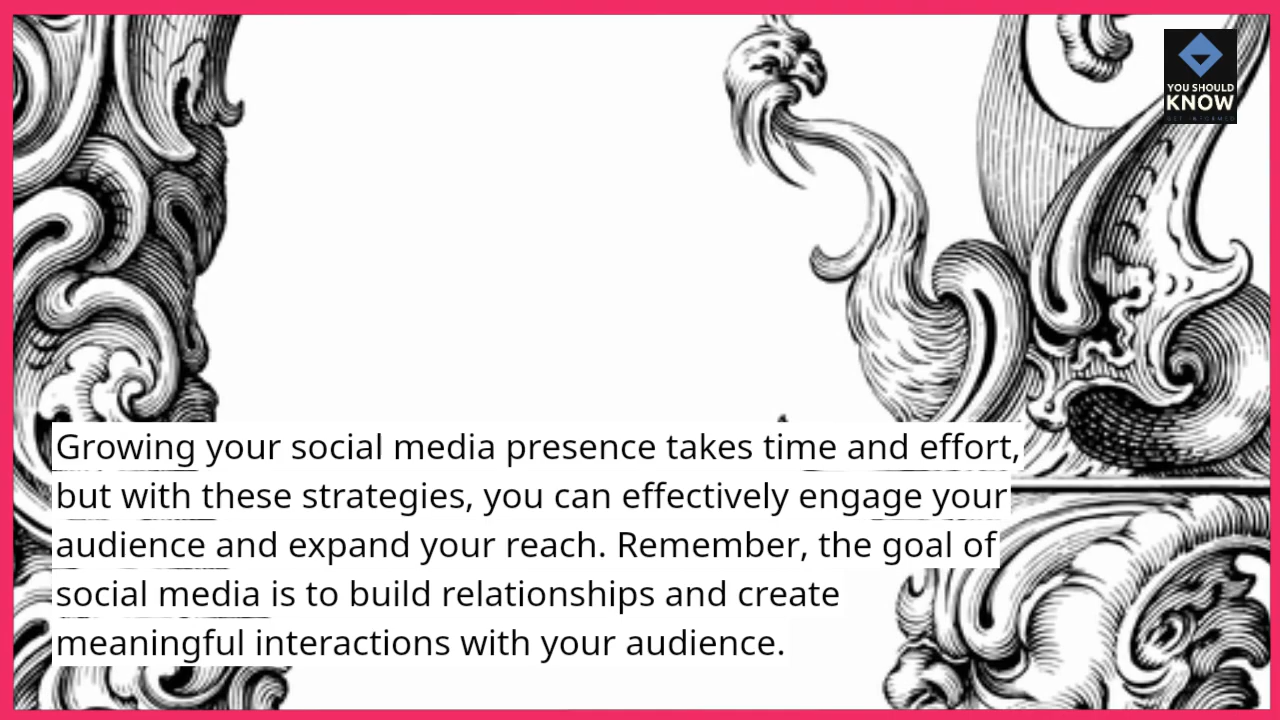 YOU SHOULD
KNOW
GET INFORMED
Growing your social media presence takes time and effort,
but with these strategies, you can effectively engage your
audience and expand your reach. Remember, the goal of
social media is to build relationships and create
meaningful interactions with your audience.